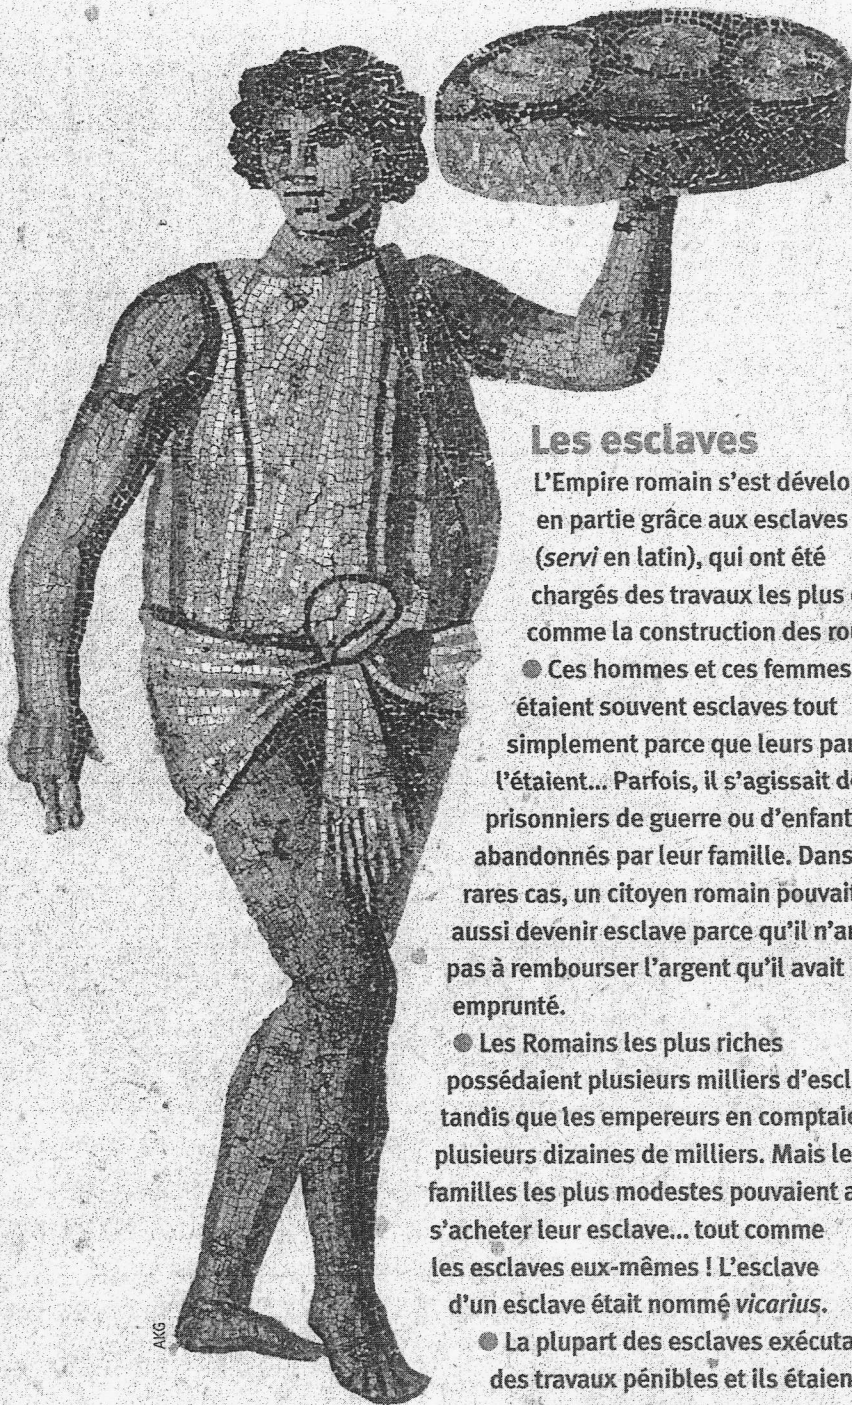 Les esclaves
L'Empire romain s'est dévelo
en partie grâce aux esclaves
(servi en latin), qui ont été
chargés des travaux les plus
comme la construction des rou
● Ces hommes et ces femmes
étaient souvent esclaves tout
simplement parce que leurs par
l'étaient... Parfois, il s'agissait de
prisonniers de guerre ou d'enfant
abandonnés par leur famille. Dans
rares cas, un citoyen romain pouvait
aussi devenir esclave parce qu'il n'ar
pas à rembourser l'argent qu'il avait
emprunté.
● Les Romains les plus riches
possédaient plusieurs milliers d'escl
tandis que les empereurs en comptaie
plusieurs dizaines de milliers. Mais le
familles les plus modestes pouvaient a
s'acheter leur esclave... tout comme
les esclaves eux-mêmes ! L'esclave
d'un esclave était nommé vicarius.
● La plupart des esclaves exécuta
des travaux pénibles et ils étaien
AKG